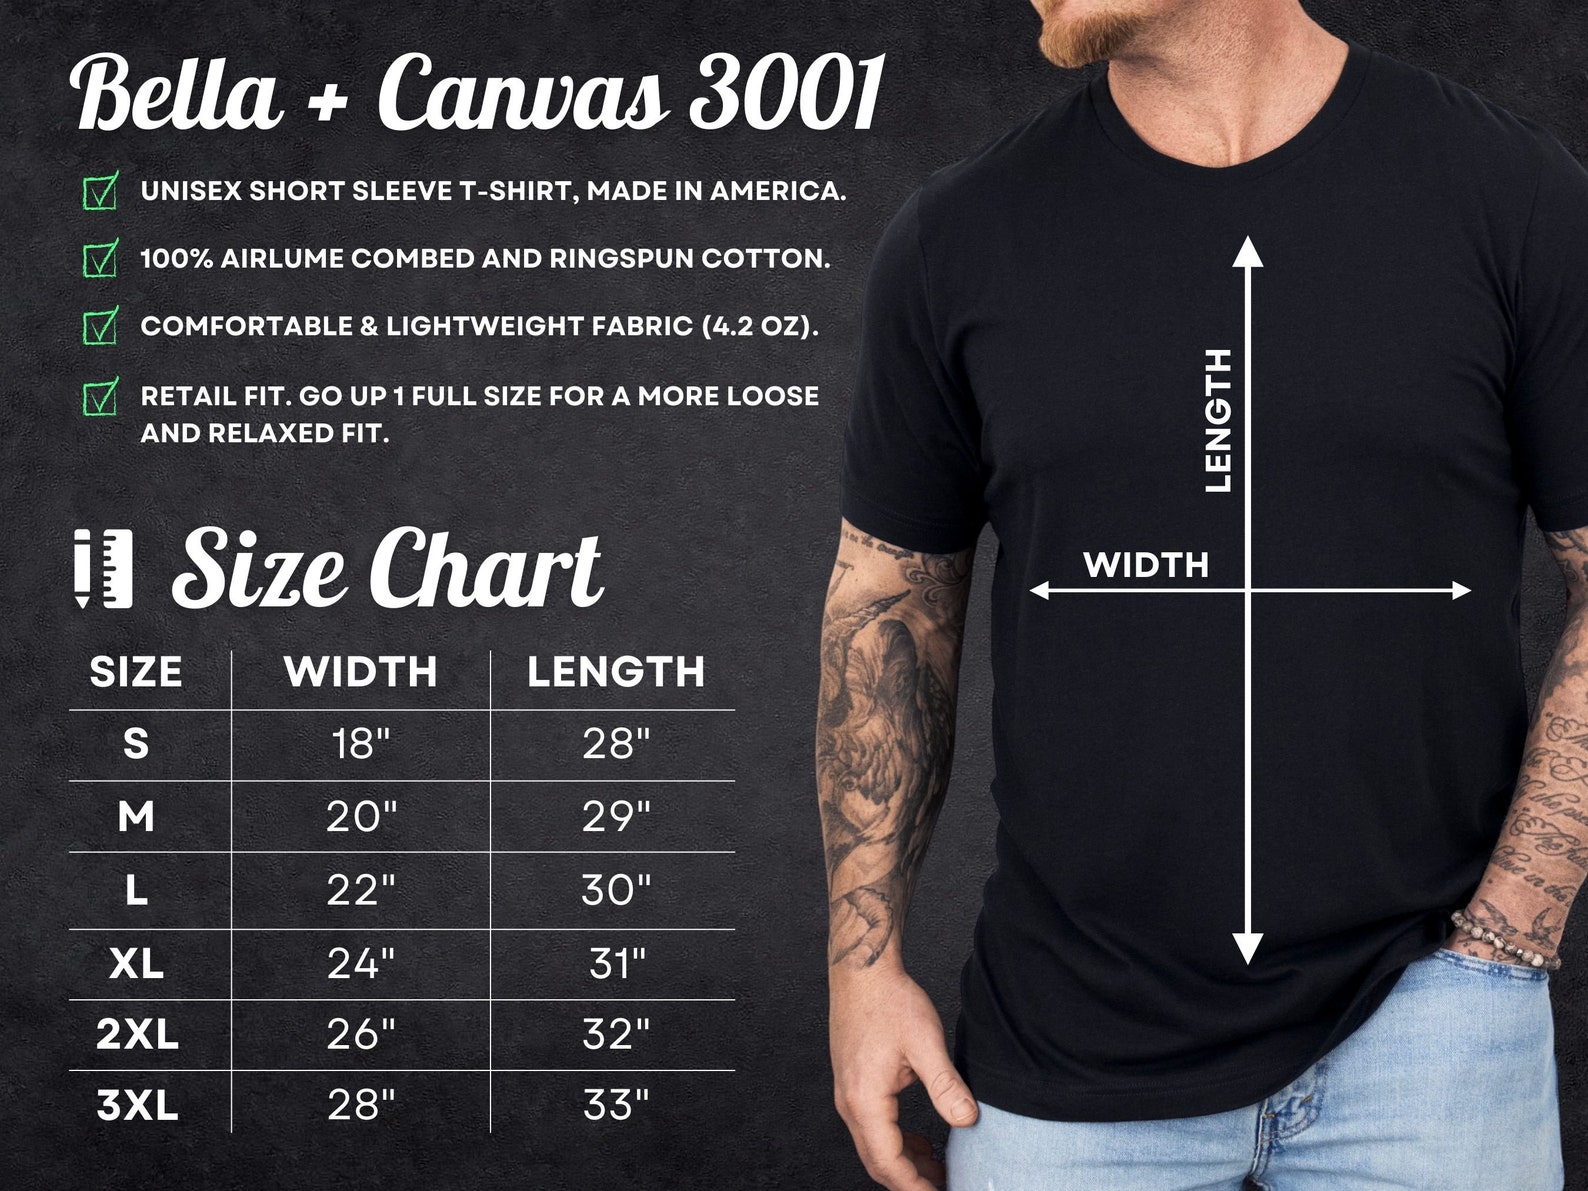 Bella + Canvas 3001
UNISEX SHORT SLEEVE T-SHIRT, MADE IN AMERICA.
100% AIRLUME COMBED AND RINGSPUN COTTON.
COMFORTABLE & LIGHTWEIGHT FABRIC (4.2 OZ).
RETAIL FIT. GO UP 1 FULL SIZE FOR A MORE LOOSE
AND RELAXED FIT.
Size Chart
SIZE WIDTH LENGTH
S 18" 28"
M 20" 29"
L 22" 30"
XL 24" 31"
2XL 26" 32"
3XL 28" 33"
LENGTH
WIDTH